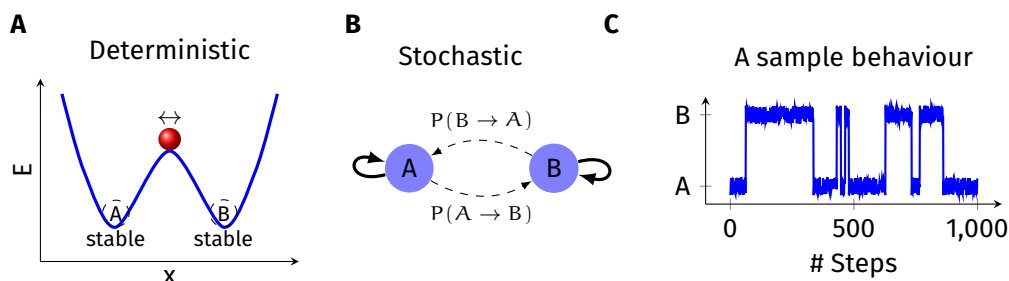 A
Deterministic
E
↔
A
B
stable
stable
x
B
Stochastic
P(B → A)
A
B
P(A → B)
C
A sample behaviour
B
A
0
500
1,000
# Steps